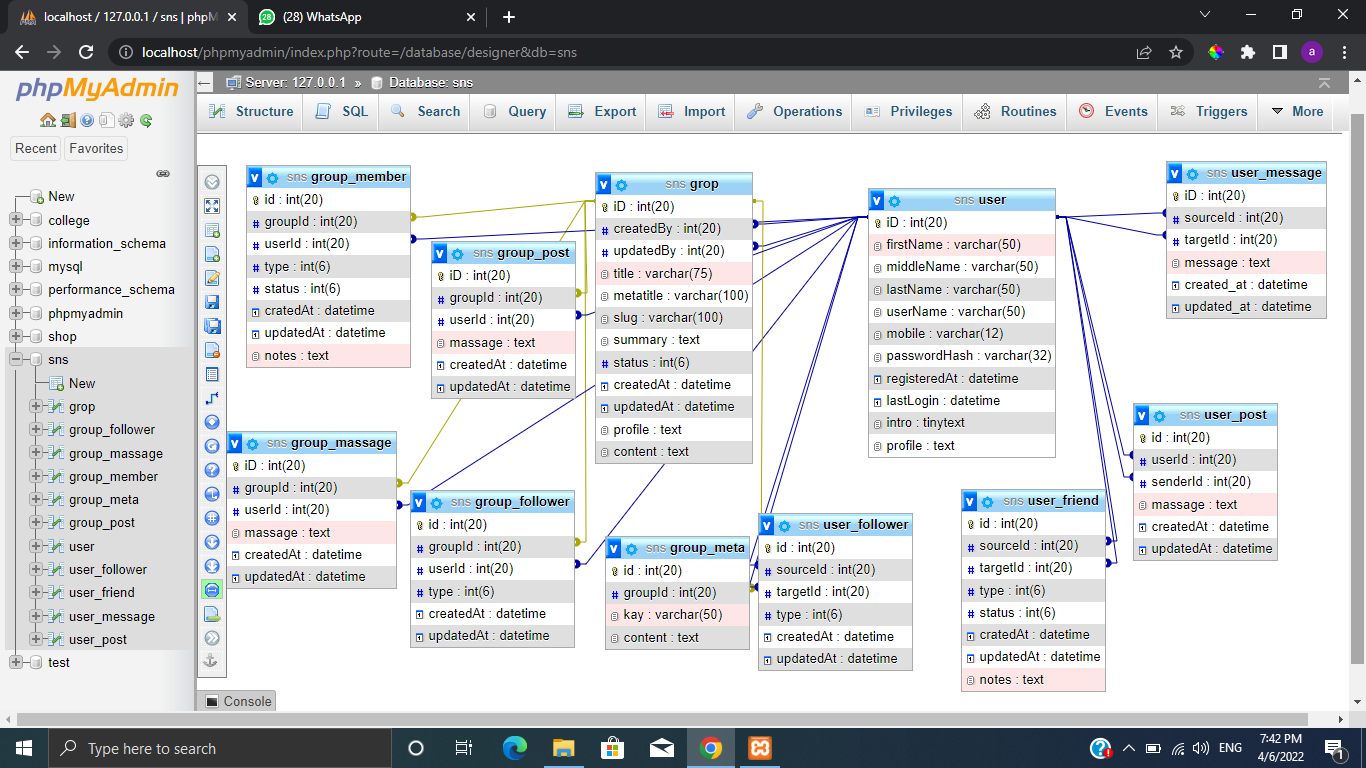 localhost / 127.0.0.1 / sns | phpM
(28) WhatsApp
localhost/phpmyadmin/index.php?route=/database/designer&db=sns
a
phpMyAdmin
Recent
Favorites
New
college
information_schema
mysql
performance_schema
phpmyadmin
shop
sns
New
grop
group_follower
group_massage
group_member
group_meta
group_post
user
user_follower
user_friend
user_message
user_post
test
Server: 127.0.0.1 » Database: sns
Structure
SQL
Search
Query
Export
Import
Operations
Privileges
Routines
Events
Triggers
More
sns group_member
id : int(20)
groupId : int(20)
userId : int(20)
type : int(6)
status : int(6)
cratedAt : datetime
updatedAt : datetime
notes : text
sns group_post
iD : int(20)
groupId : int(20)
userId : int(20)
massage : text
createdAt : datetime
updatedAt : datetime
sns grop
iD : int(20)
createdBy : int(20)
updatedBy : int(20)
title : varchar(75)
metatitle : varchar(100)
slug : varchar(100)
summary : text
status : int(6)
createdAt : datetime
updatedAt : datetime
profile : text
content : text
sns user
iD : int(20)
firstName : varchar(50)
middleName : varchar(50)
lastName : varchar(50)
userName : varchar(50)
mobile : varchar(12)
passwordHash : varchar(32)
registeredAt : datetime
lastLogin : datetime
intro : tinytext
profile : text
sns user_message
iD : int(20)
sourceId : int(20)
targetId : int(20)
message : text
created_at : datetime
updated_at : datetime
sns group_massage
iD : int(20)
groupId : int(20)
userId : int(20)
massage : text
createdAt : datetime
updatedAt : datetime
sns group_follower
id : int(20)
groupId : int(20)
userId : int(20)
type : int(6)
createdAt : datetime
updatedAt : datetime
sns group_meta
id : int(20)
groupId : int(20)
kay : varchar(50)
content : text
sns user_follower
id : int(20)
sourceId : int(20)
targetId : int(20)
type : int(6)
createdAt : datetime
updatedAt : datetime
sns user_friend
id : int(20)
sourceId : int(20)
targetId : int(20)
type : int(6)
status : int(6)
cratedAt : datetime
updatedAt : datetime
notes : text
sns user_post
id : int(20)
userId : int(20)
senderId : int(20)
massage : text
createdAt : datetime
updatedAt : datetime
Console
Type here to search
ENG
7:42 PM
4/6/2022
1